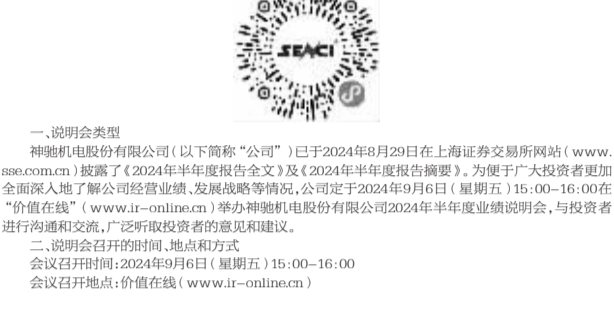 SENCI
一、说明会类型
神驰机电股份有限公司（以下简称“公司”）已于2024年8月29日在上海证券交易所网站（www.
sse.com.cn）披露了《2024年半年度报告全文》及《2024年半年度报告摘要》。为便于广大投资者更加
全面深入地了解公司经营业绩、发展战略等情况，公司定于2024年9月6日（星期五）15:00-16:00在
“价值在线”（www.ir-online.cn）举办神驰机电股份有限公司2024年半年度业绩说明会，与投资者
进行沟通和交流，广泛听取投资者的意见和建议。
二、说明会召开的时间、地点和方式
会议召开时间：2024年9月6日（星期五）15:00-16:00
会议召开地点：价值在线（www.ir-online.cn）